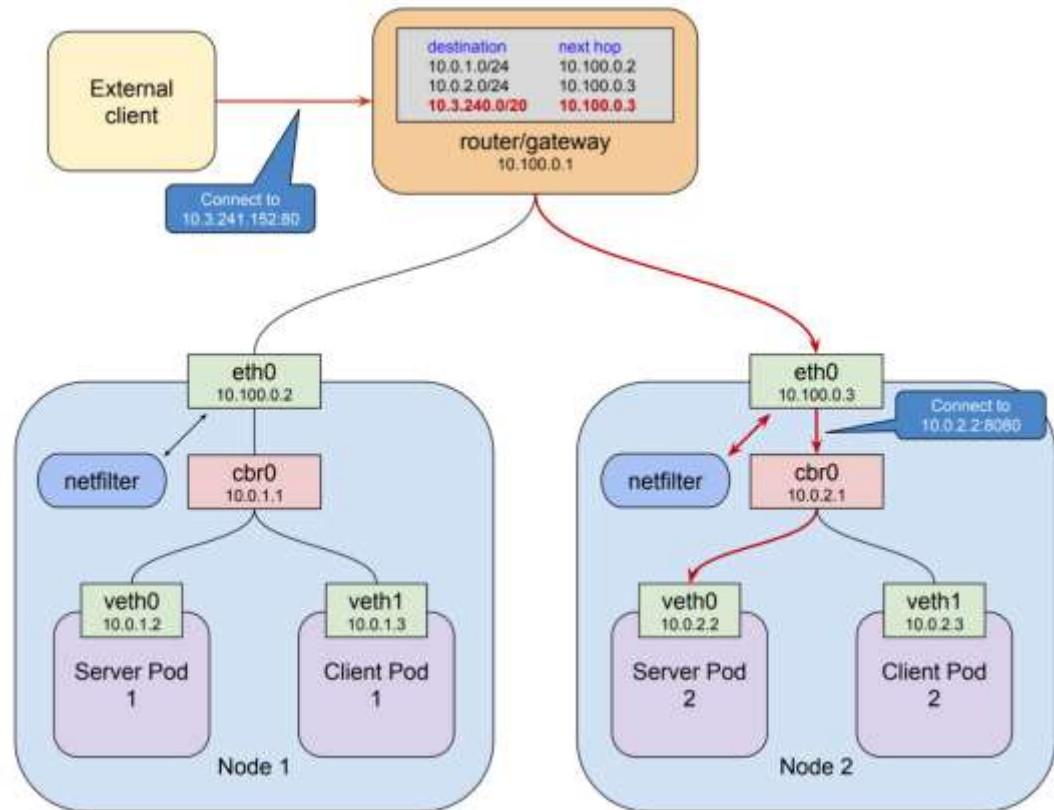 External
client
destination next hop
10.0.1.0/24 10.100.0.2
10.0.2.0/24 10.100.0.3
10.3.240.0/20 10.100.0.3
router/gateway
10.100.0.1
Connect to
10.3.241.152:80
eth0
10.100.0.2
netfilter
cbr0
10.0.1.1
veth0
10.0.1.2
veth1
10.0.1.3
Server Pod
1
Client Pod
1
Node 1
eth0
10.100.0.3
Connect to
10.0.2.2:8080
netfilter
cbr0
10.0.2.1
veth0
10.0.2.2
veth1
10.0.2.3
Server Pod
2
Client Pod
2
Node 2